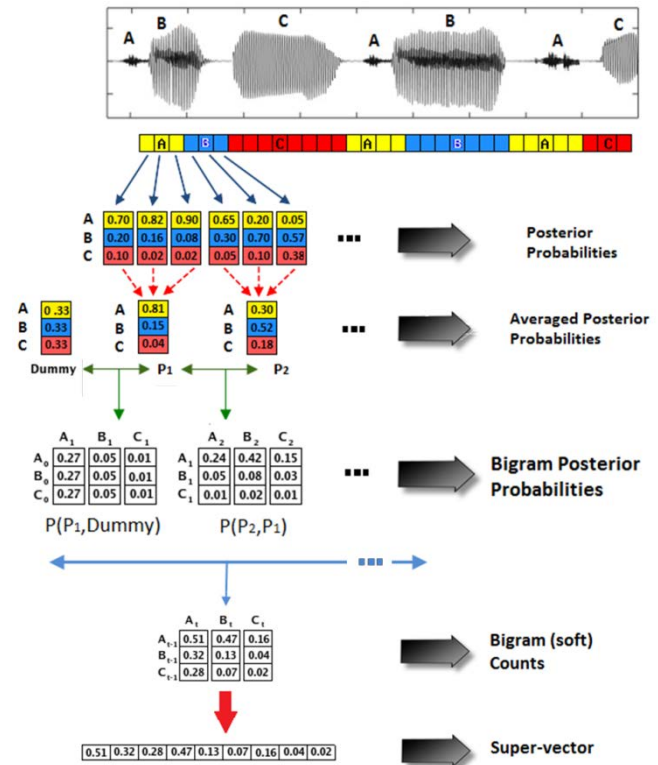 A B C A B A C
A B C A B A C
A 0.70 0.82 0.90 0.65 0.20 0.05
B 0.20 0.16 0.08 0.30 0.70 0.57
C 0.10 0.02 0.02 0.05 0.10 0.38
Posterior
Probabilities
A 0.33 A 0.81 A 0.30
B 0.33 B 0.15 B 0.52
C 0.33 C 0.04 C 0.18
Averaged Posterior
Probabilities
Dummy P1 P2
A1 B1 C1 A2 B2 C2
A0 0.27 0.05 0.01 A1 0.24 0.42 0.15
B0 0.27 0.05 0.01 B1 0.05 0.08 0.03
C0 0.27 0.05 0.01 C1 0.01 0.02 0.01
Bigram Posterior
Probabilities
P(P1,Dummy) P(P2,P1)
At Bt Ct
At-1 0.51 0.47 0.16
Bt-1 0.32 0.13 0.04
Ct-1 0.28 0.07 0.02
Bigram (soft)
Counts
0.51 0.32 0.28 0.47 0.13 0.07 0.16 0.04 0.02
Super-vector